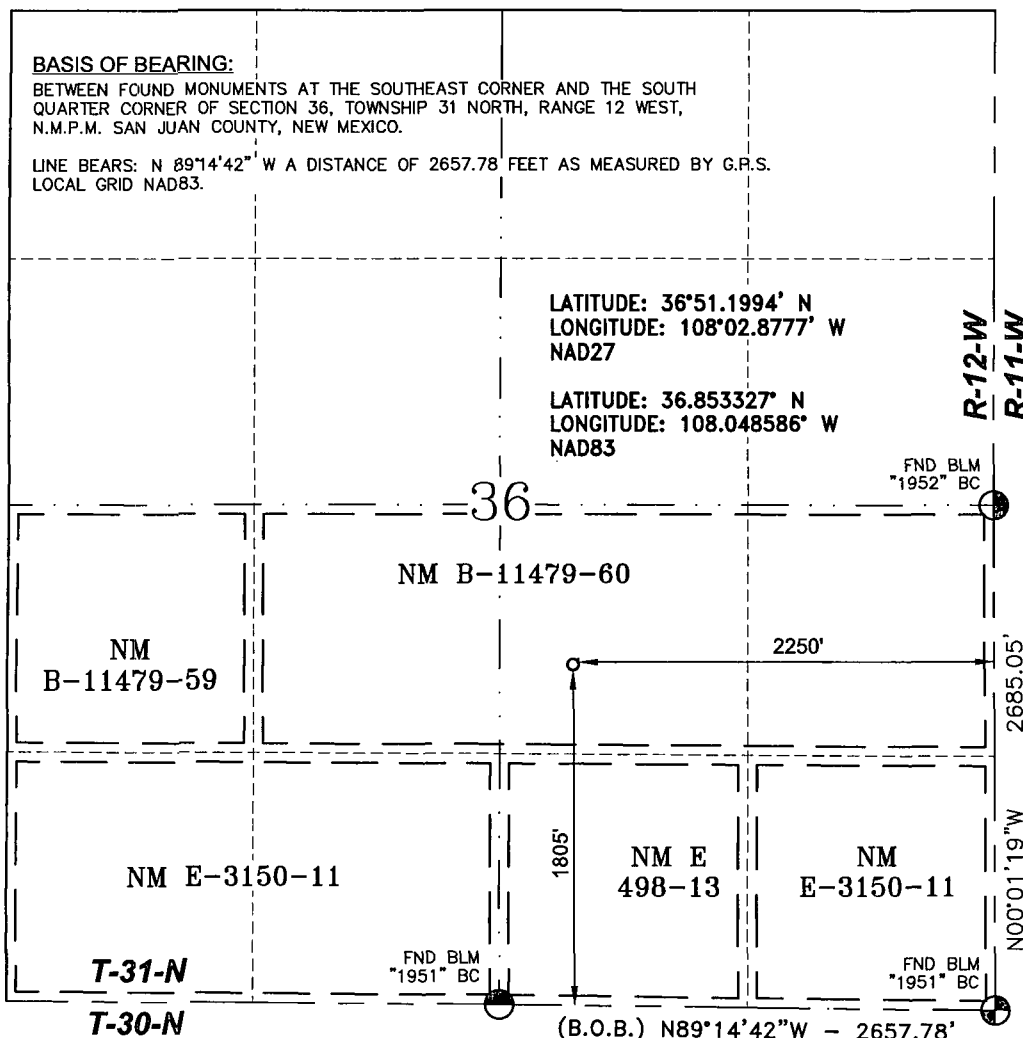 BASIS OF BEARING:
BETWEEN FOUND MONUMENTS AT THE SOUTHEAST CORNER AND THE SOUTH
QUARTER CORNER OF SECTION 36, TOWNSHIP 31 NORTH, RANGE 12 WEST,
N.M.P.M. SAN JUAN COUNTY, NEW MEXICO.
LINE BEARS: N 89°14'42" W A DISTANCE OF 2657.78 FEET AS MEASURED BY G.P.S.
LOCAL GRID NAD83.
LATITUDE: 36°51.1994' N
LONGITUDE: 108°02.8777' W
NAD27
LATITUDE: 36.853327° N
LONGITUDE: 108.048586° W
NAD83
R-12-W
R-11-W
FND BLM
"1952" BC
36
NM B-11479-60
NM
B-11479-59
2250'
2685.05'
1805'
NM E-3150-11
NM E
498-13
NM
E-3150-11
N00°01'19"W
T-31-N
FND BLM
"1951" BC
FND BLM
"1951" BC
T-30-N
(B.O.B.) N89°14'42"W - 2657.78'